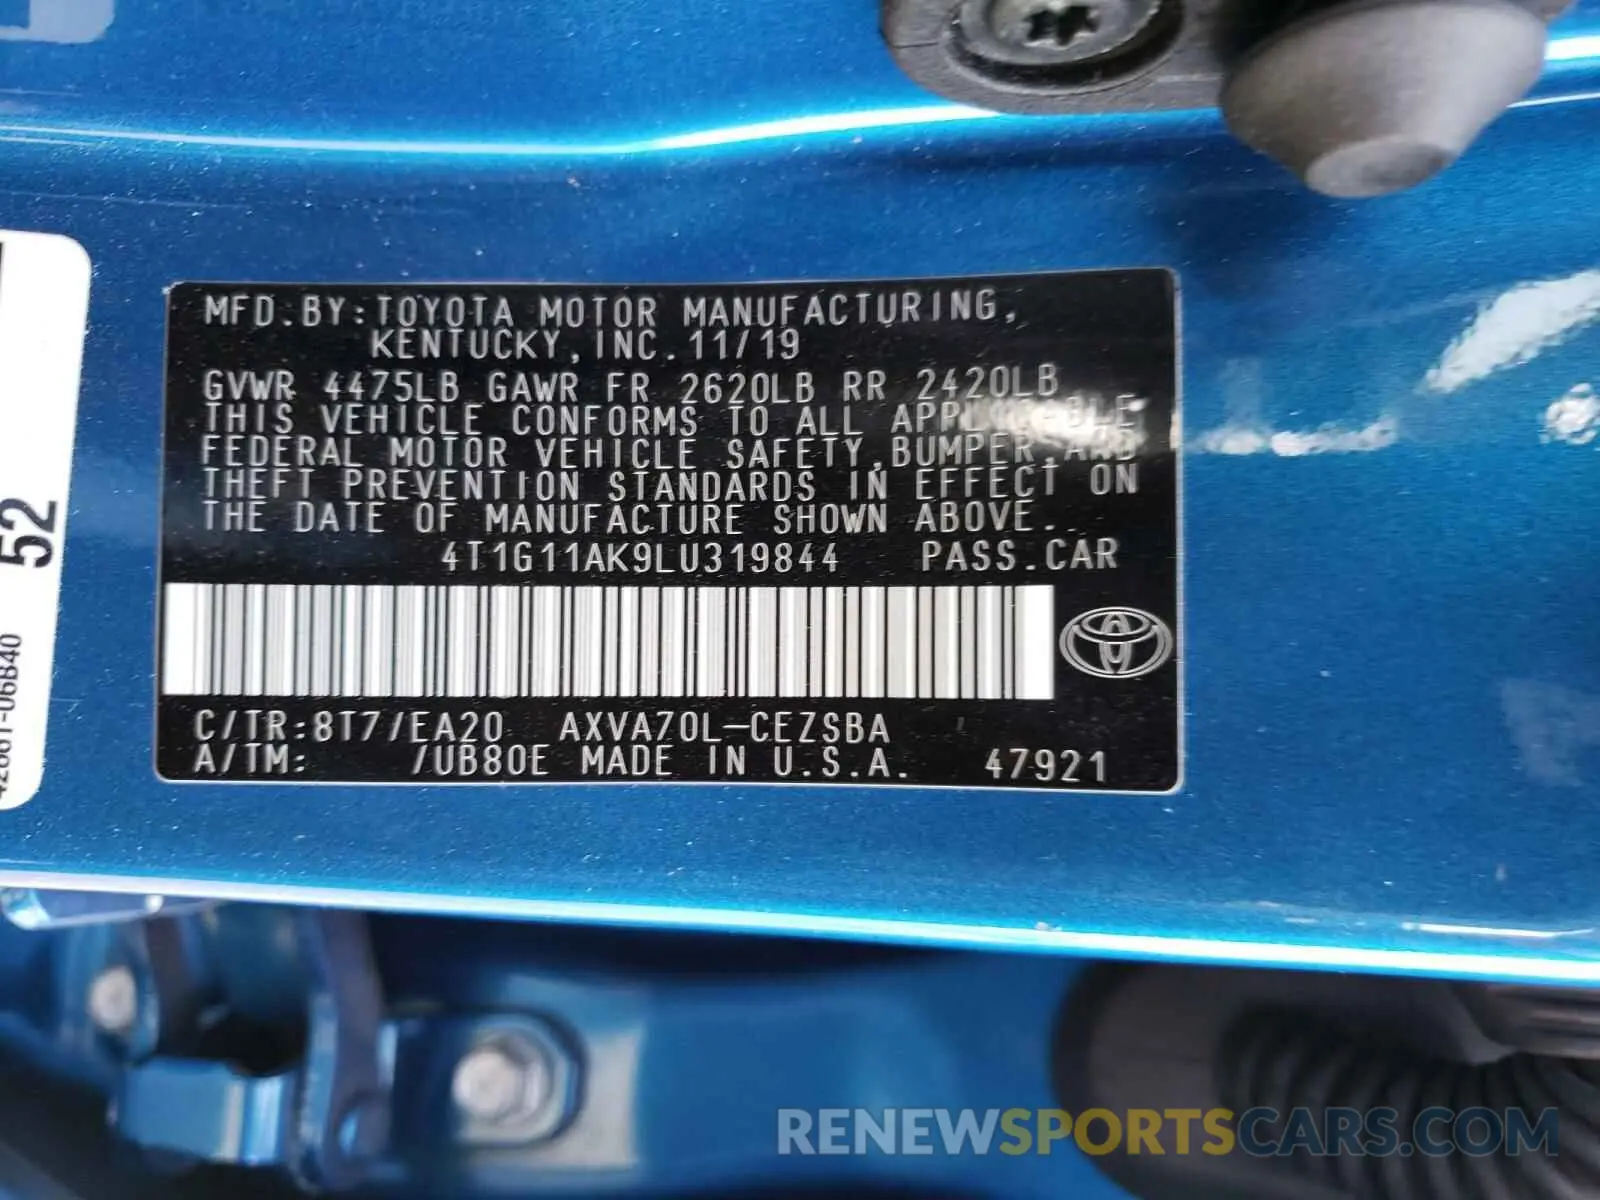 MFD.BY:TOYOTA MOTOR MANUFACTURING,
KENTUCKY,INC.11/19
GVWR 4475LB GAWR FR 2620LB RR 2420LB
THIS VEHICLE CONFORMS TO ALL APPLICABLE
FEDERAL MOTOR VEHICLE SAFETY,BUMPER,AND
THEFT PREVENTION STANDARDS IN EFFECT ON
THE DATE OF MANUFACTURE SHOWN ABOVE.
4T1G11AK9LU319844 PASS.CAR
C/TR:8T7/EA20 AXVA70L-CEZSBA
A/TM: /UB80E MADE IN U.S.A. 47921
52
RENEWSPORTSCARS.COM